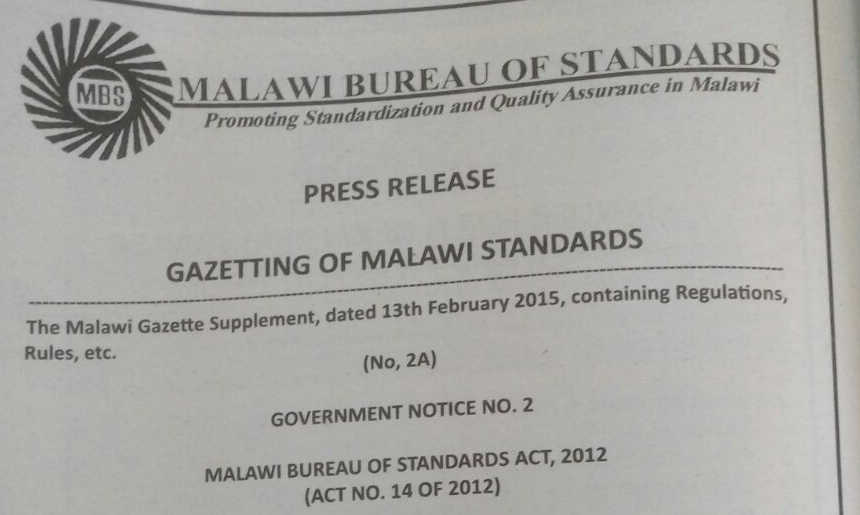 MBS
MALAWI BUREAU OF STANDARDS
Promoting Standardization and Quality Assurance in Malawi
PRESS RELEASE
GAZETTING OF MALAWI STANDARDS
The Malawi Gazette Supplement, dated 13th February 2015, containing Regulations,
Rules, etc.
(No, 2A)
GOVERNMENT NOTICE NO. 2
MALAWI BUREAU OF STANDARDS ACT, 2012
(ACT NO. 14 OF 2012)